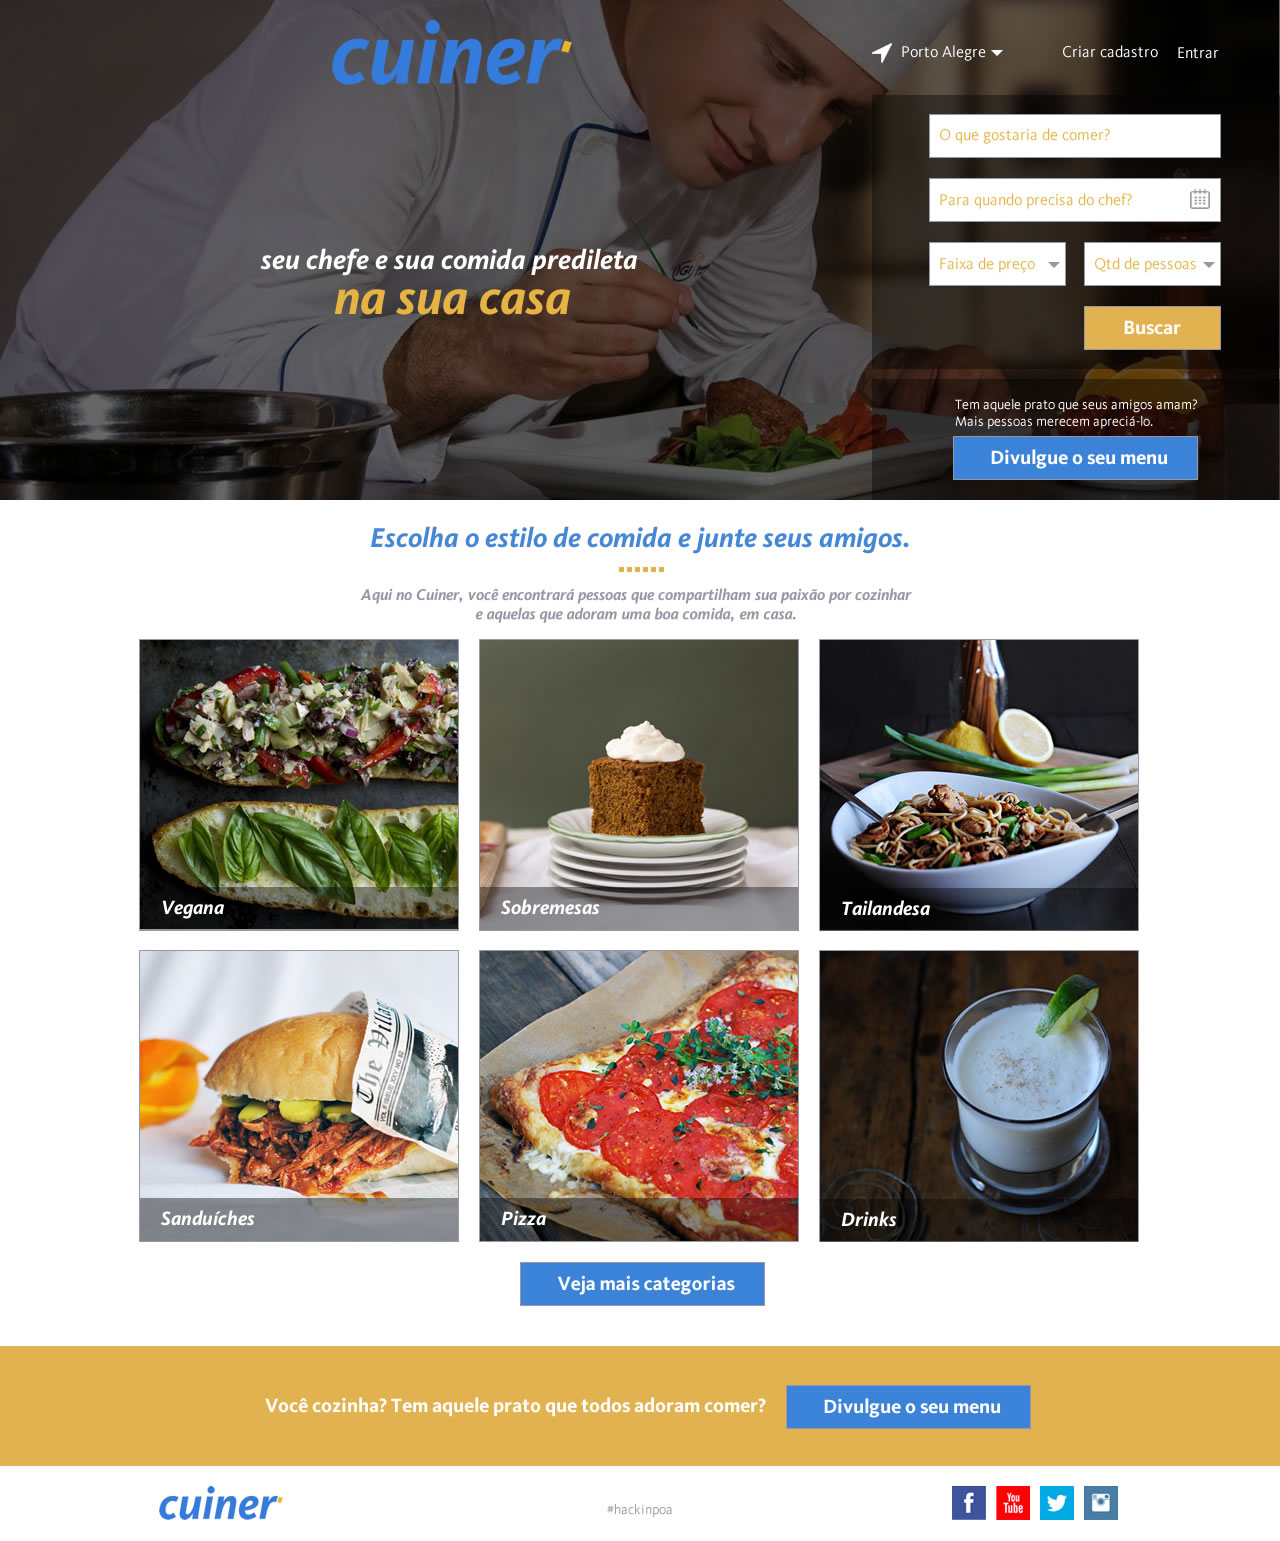 cuiner
Porto Alegre
Criar cadastro
Entrar
O que gostaria de comer?
Para quando precisa do chef?
Faixa de preço
Qtd de pessoas
Buscar
seu chefe e sua comida predileta
na sua casa
Tem aquele prato que seus amigos amam?
Mais pessoas merecem apreciá-lo.
Divulgue o seu menu
Escolha o estilo de comida e junte seus amigos.
Aqui no Cuiner, você encontrará pessoas que compartilham sua paixão por cozinhar
e aquelas que adoram uma boa comida, em casa.
Vegana
Sobremesas
Tailandesa
The Villag
Sanduíches
Pizza
Drinks
Veja mais categorias
Você cozinha? Tem aquele prato que todos adoram comer?
Divulgue o seu menu
cuiner
#hackinpoa
f
You
Tube